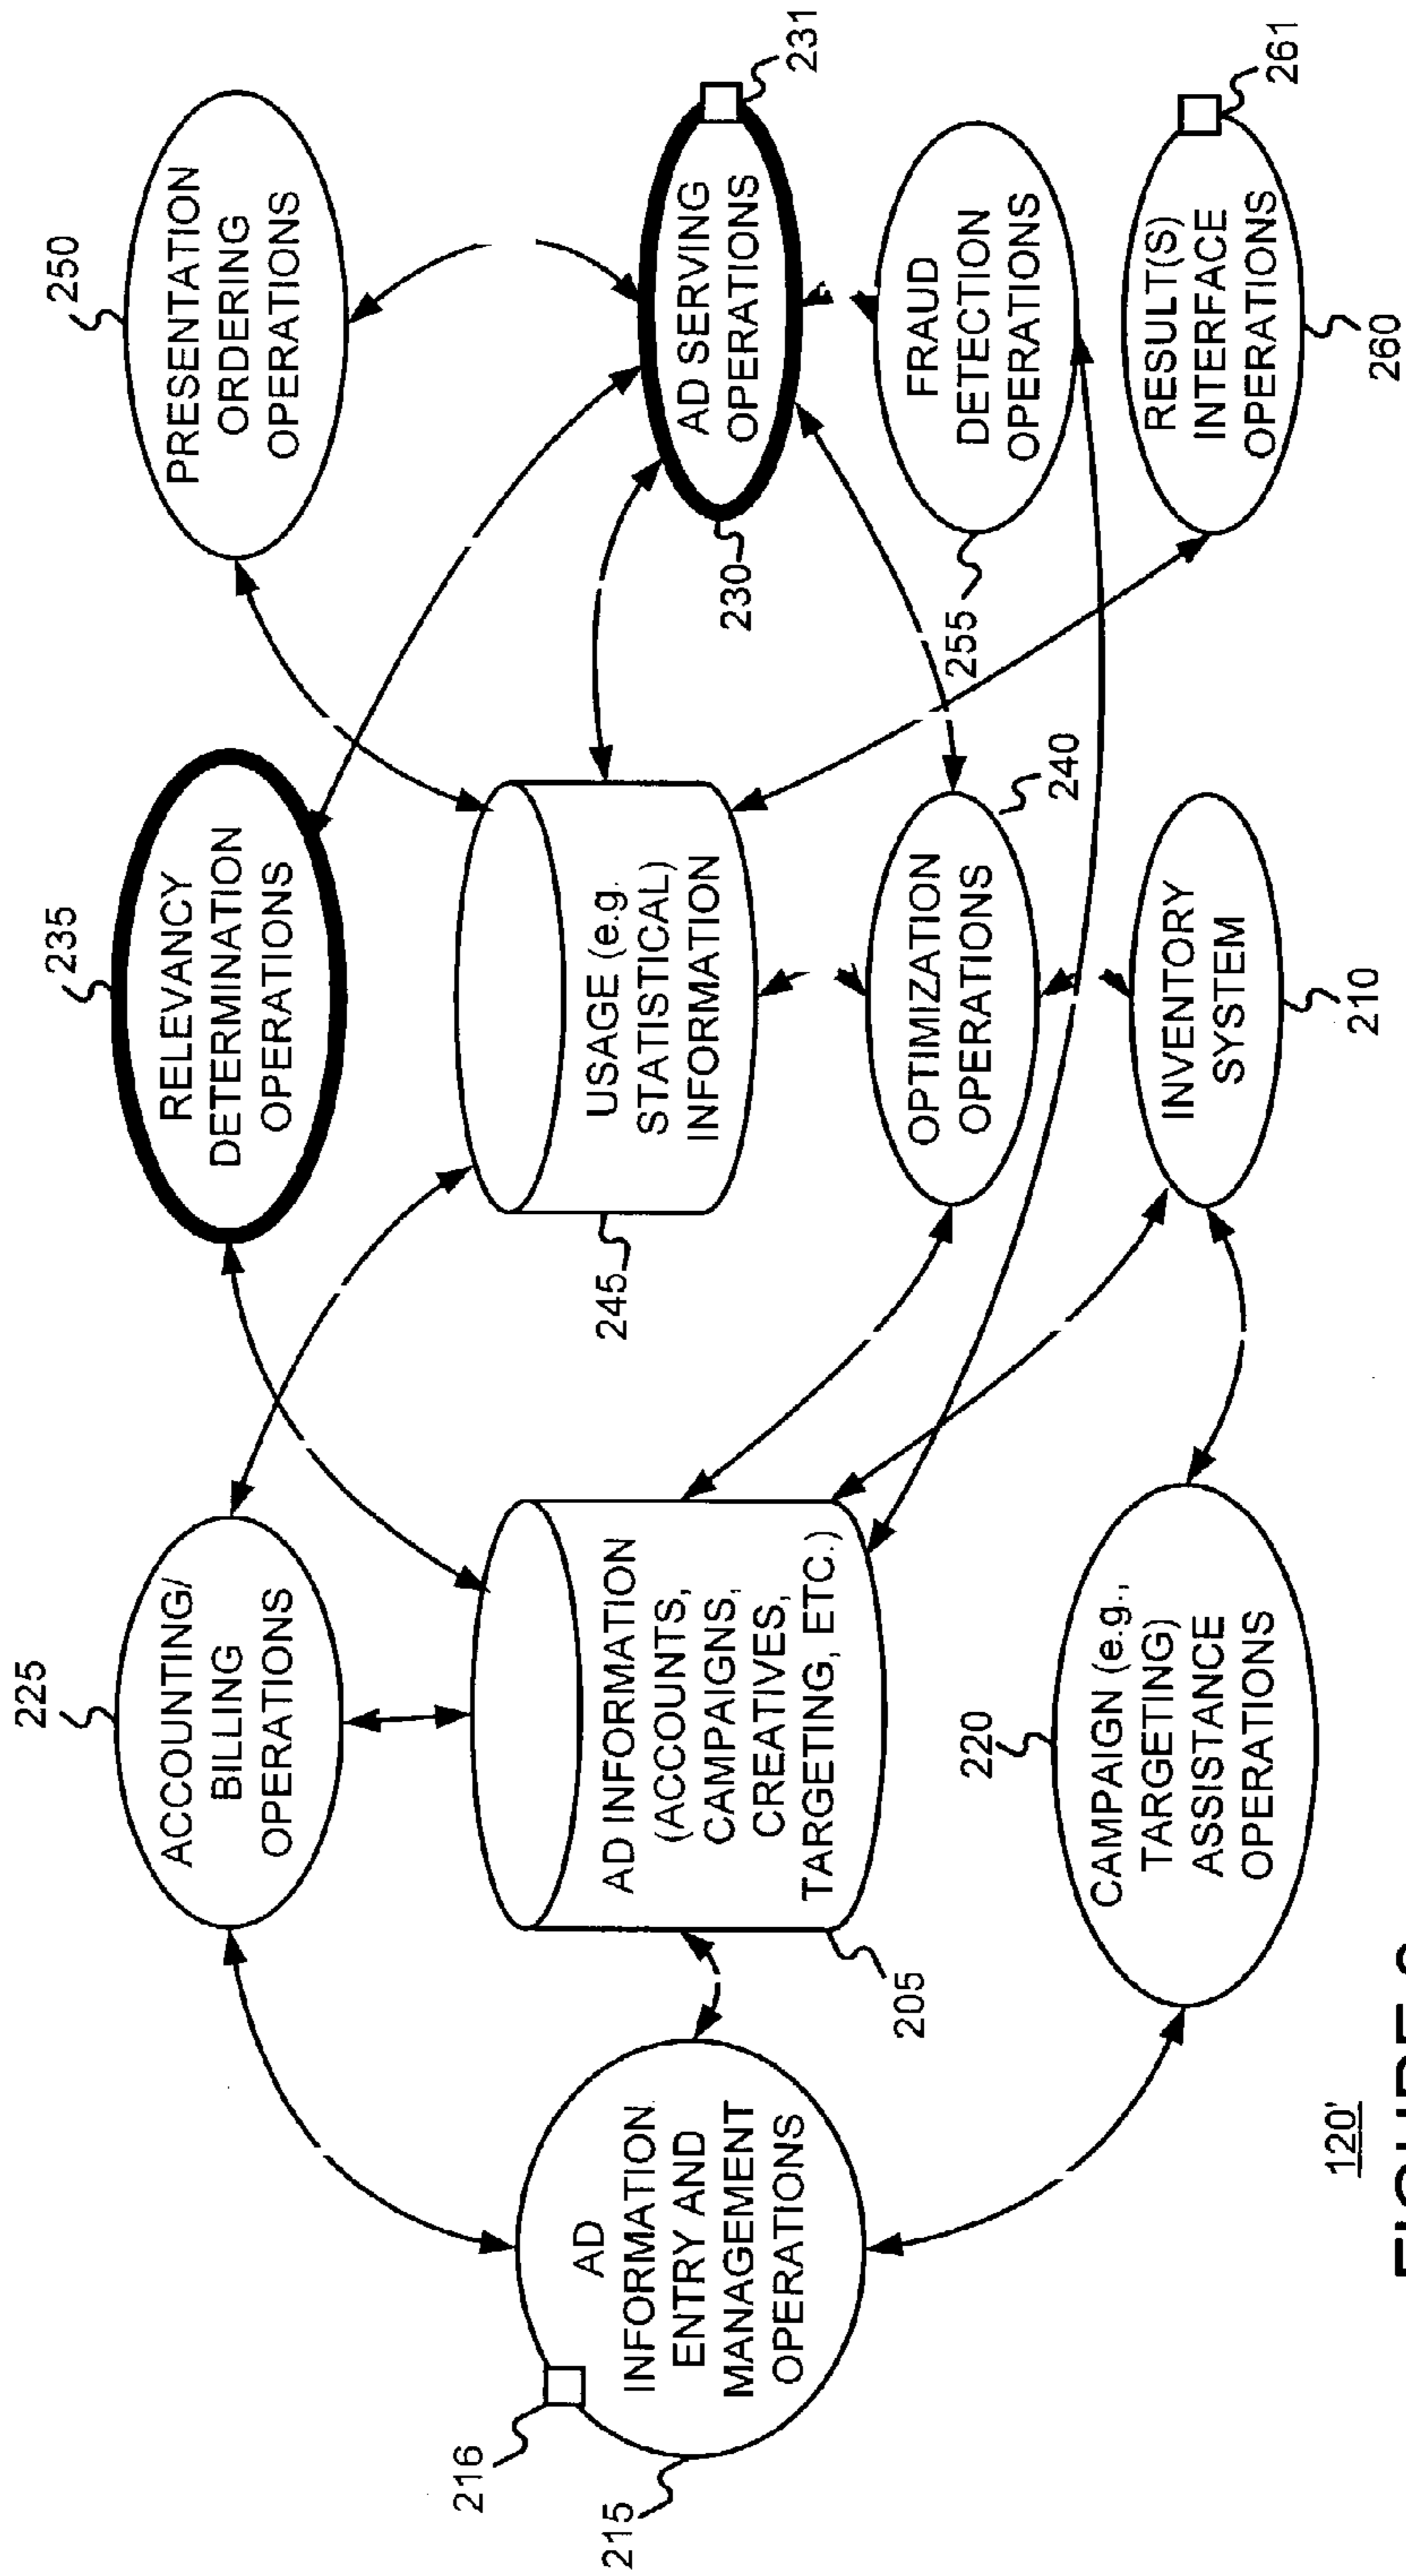 225
ACCOUNTING/
BILLING
OPERATIONS
235
RELEVANCY
DETERMINATION
OPERATIONS
250
PRESENTATION
ORDERING
OPERATIONS
216
215
AD
INFORMATION
ENTRY AND
MANAGEMENT
OPERATIONS
AD INFORMATION
(ACCOUNTS,
CAMPAIGNS,
CREATIVES,
TARGETING, ETC.)
205
245
USAGE (e.g.
STATISTICAL)
INFORMATION
230
AD SERVING
OPERATIONS
231
240
OPTIMIZATION
OPERATIONS
255
FRAUD
DETECTION
OPERATIONS
220
CAMPAIGN (e.g.,
TARGETING)
ASSISTANCE
OPERATIONS
INVENTORY
SYSTEM
210
RESULT(S)
INTERFACE
OPERATIONS
260
261
120'
FIGURE